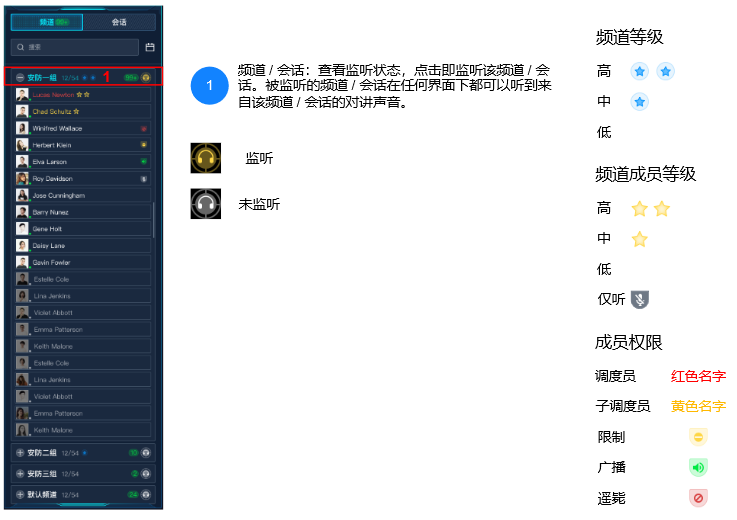 频道 99+ 会话
搜索
安防一组 12/54 99+
1
Lucas Newton
Chad Schultz
Winifred Wallace
Herbert Klein
Elva Larson
Roy Davidson
Jose Cunningham
Barry Nunez
Gene Holt
Daisy Lane
Gavin Fowler
Estelle Cole
Lina Jenkins
Violet Abbott
Emma Patterson
Keith Malone
Estelle Cole
Lina Jenkins
Violet Abbott
Emma Patterson
Keith Malone
安防二组 12/54 10
安防三组 12/54 2
默认频道 12/54 24
1
频道 / 会话：查看监听状态，点击即监听该频道 / 会
话。被监听的频道 / 会话在任何界面下都可以听到来
自该频道 / 会话的对讲声音。
监听
未监听
频道等级
高
中
低
频道成员等级
高
中
低
仅听
成员权限
调度员 红色名字
子调度员 黄色名字
限制
广播
遥毙